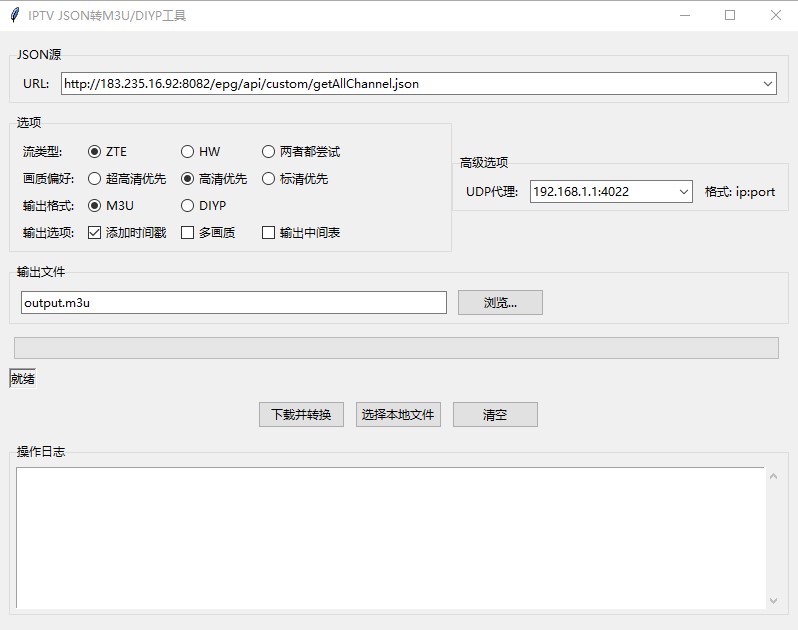 IPTV JSON转M3U/DIYP工具
JSON源
URL: http://183.235.16.92:8082/epg/api/custom/getAllChannel.json
选项
流类型: ZTE HW 两者都尝试
画质偏好: 超高清优先 高清优先 标清优先
输出格式: M3U DIYP
输出选项: 添加时间戳 多画质 输出中间表
高级选项
UDP代理: 192.168.1.1:4022 格式: ip:port
输出文件
output.m3u 浏览...
就绪
下载并转换 选择本地文件 清空
操作日志